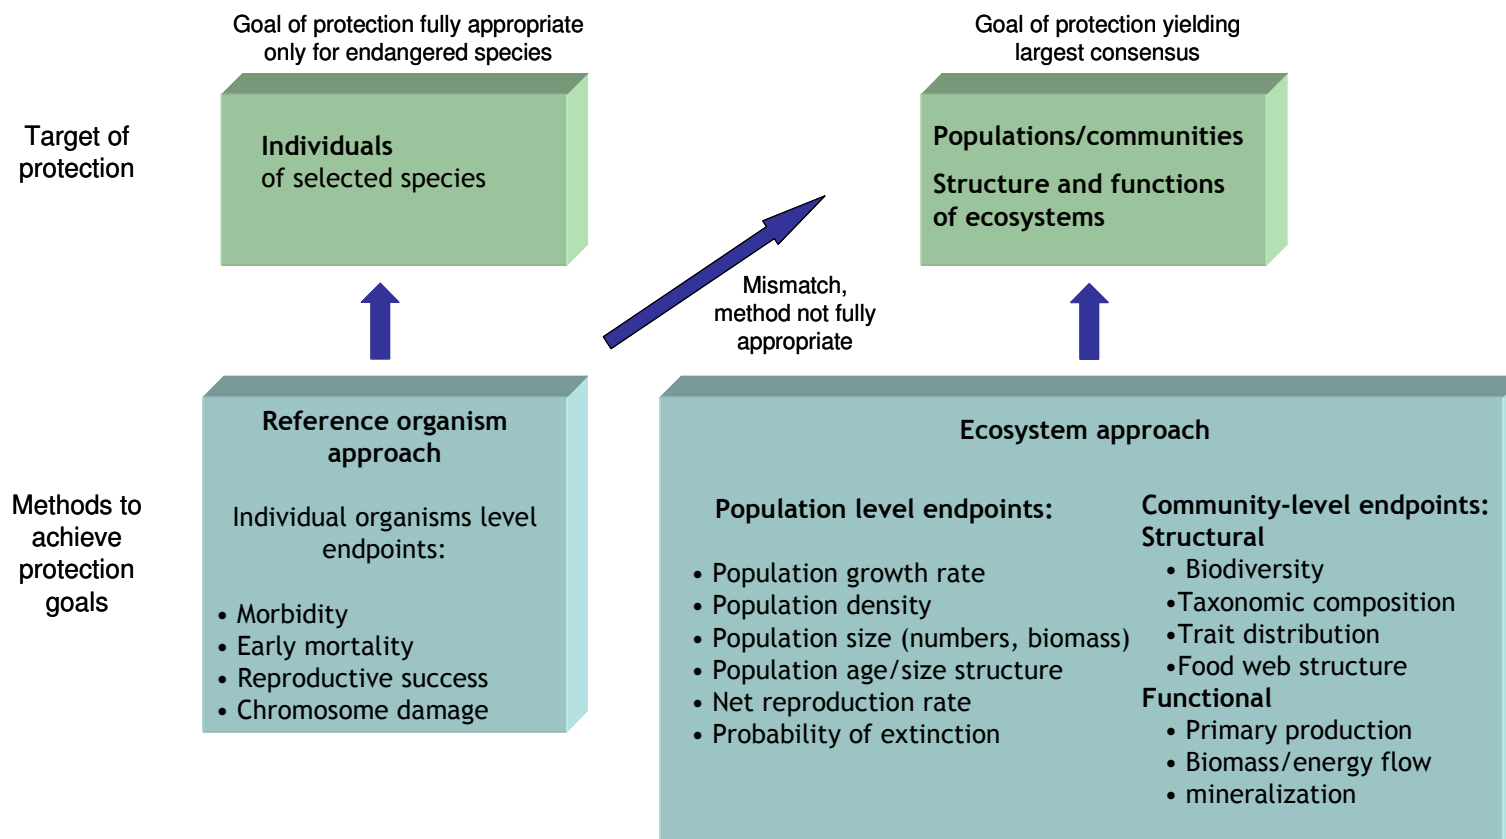 Goal of protection fully appropriate
only for endangered species
Goal of protection yielding
largest consensus
Target of
protection
Individuals
of selected species
Populations/communities
Structure and functions
of ecosystems
Mismatch,
method not fully
appropriate
Methods to
achieve
protection
goals
Reference organism
approach
Individual organisms level
endpoints:
• Morbidity
• Early mortality
• Reproductive success
• Chromosome damage
Ecosystem approach
Population level endpoints:
• Population growth rate
• Population density
• Population size (numbers, biomass)
• Population age/size structure
• Net reproduction rate
• Probability of extinction
Community-level endpoints:
Structural
• Biodiversity
•Taxonomic composition
•Trait distribution
•Food web structure
Functional
• Primary production
• Biomass/energy flow
• mineralization